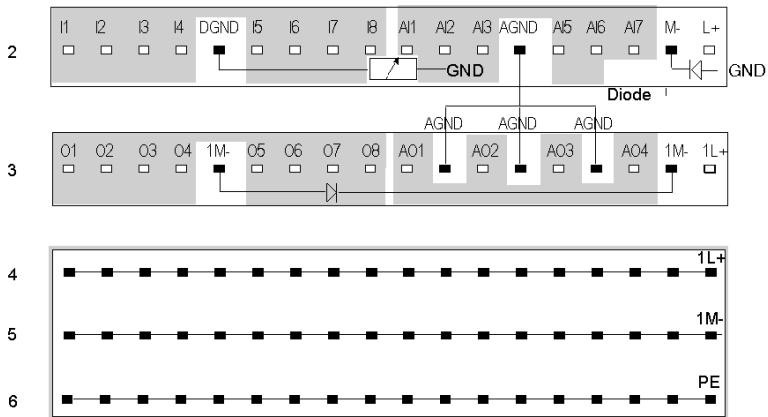 I1 I2 I3 I4 DGND I5 I6 I7 I8 AI1 AI2 AI3 AGND AI5 AI6 AI7 M- L+
2
GND GND
Diode
AGND AGND AGND
O1 O2 O3 O4 1M- O5 O6 O7 O8 AO1 AO2 AO3 AO4 1M- 1L+
3
1L+
4
1M-
5
PE
6